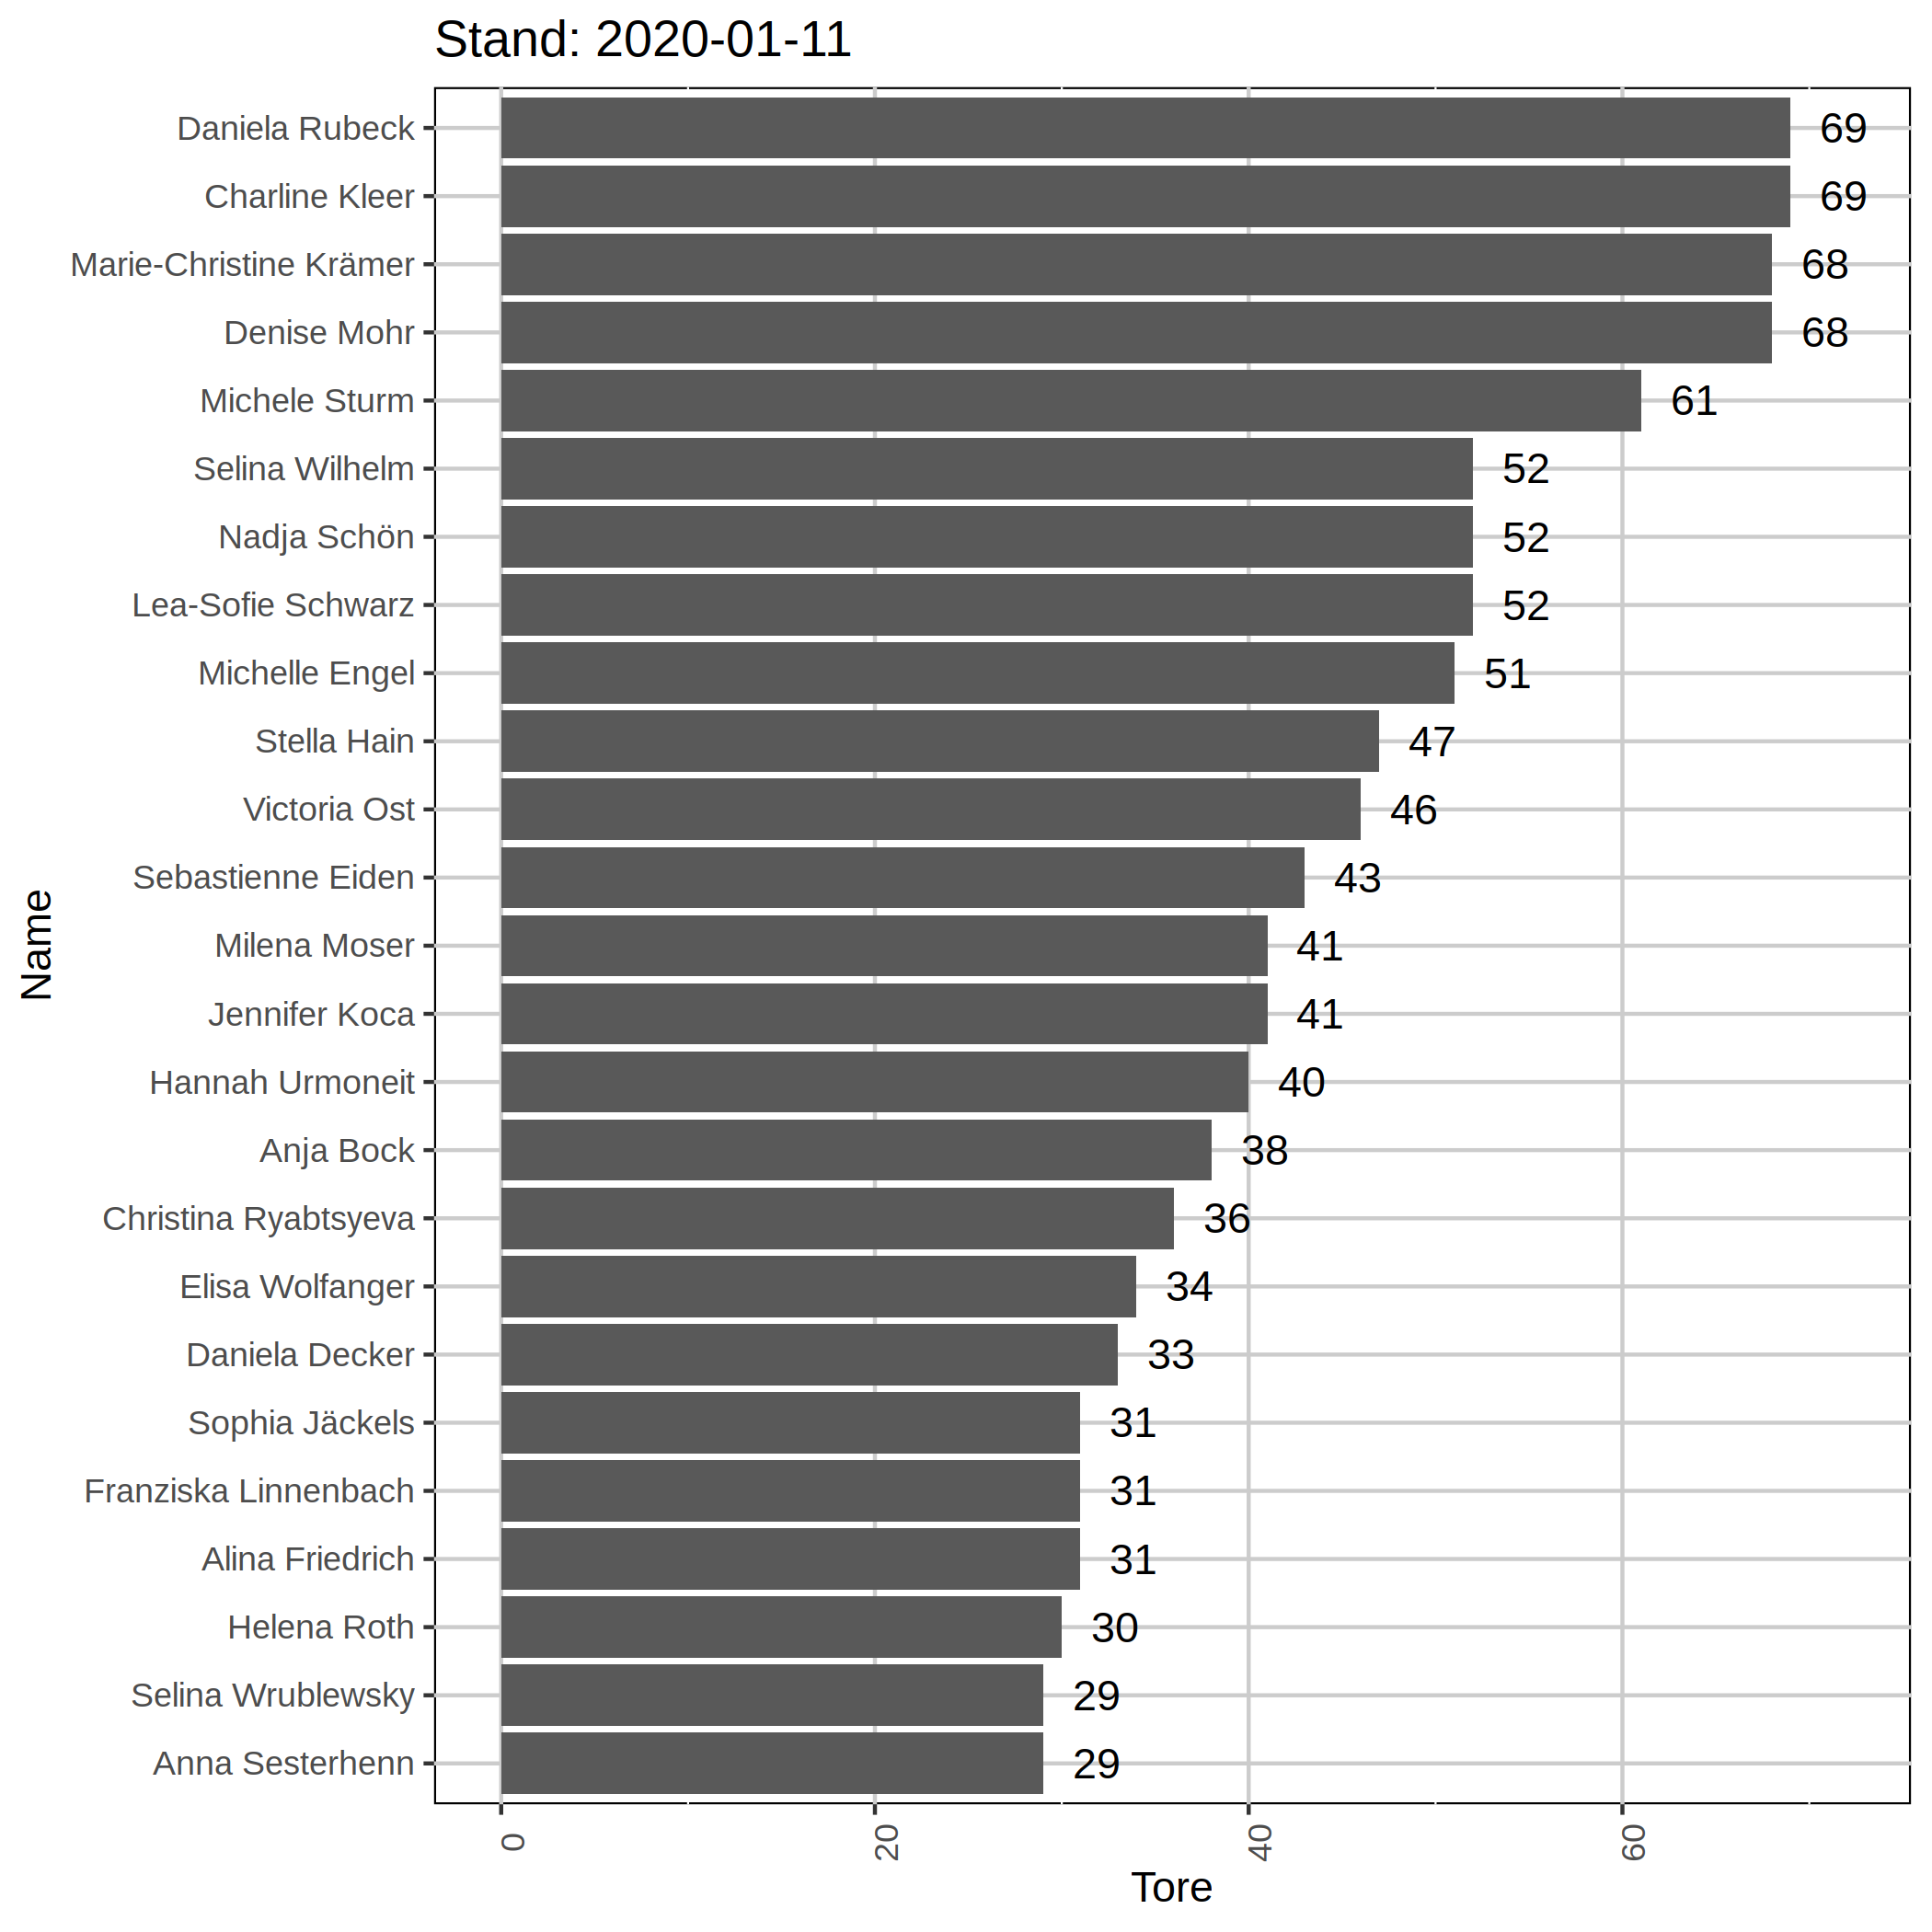 Stand: 2020-01-11
Daniela Rubeck 69
Charline Kleer 69
Marie-Christine Krämer 68
Denise Mohr 68
Michele Sturm 61
Selina Wilhelm 52
Nadja Schön 52
Lea-Sofie Schwarz 52
Michelle Engel 51
Stella Hain 47
Victoria Ost 46
Sebastienne Eiden 43
Milena Moser 41
Jennifer Koca 41
Hannah Urmoneit 40
Anja Bock 38
Christina Ryabtsyeva 36
Elisa Wolfanger 34
Daniela Decker 33
Sophia Jäckels 31
Franziska Linnenbach 31
Alina Friedrich 31
Helena Roth 30
Selina Wrublewsky 29
Anna Sesterhenn 29
Name
0 20 40 60
Tore